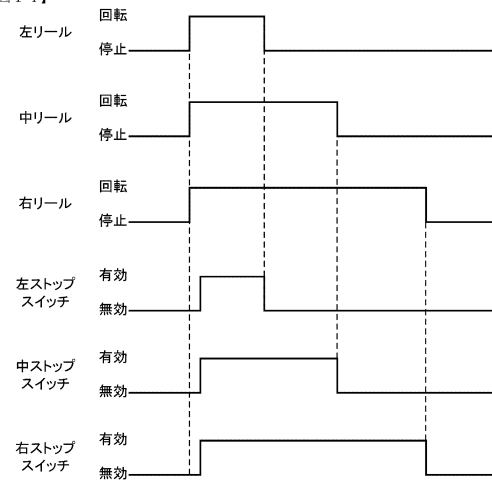 左リール
回転
停止
中リール
回転
停止
右リール
回転
停止
左ストップ
スイッチ
有効
無効
中ストップ
スイッチ
有効
無効
右ストップ
スイッチ
有効
無効